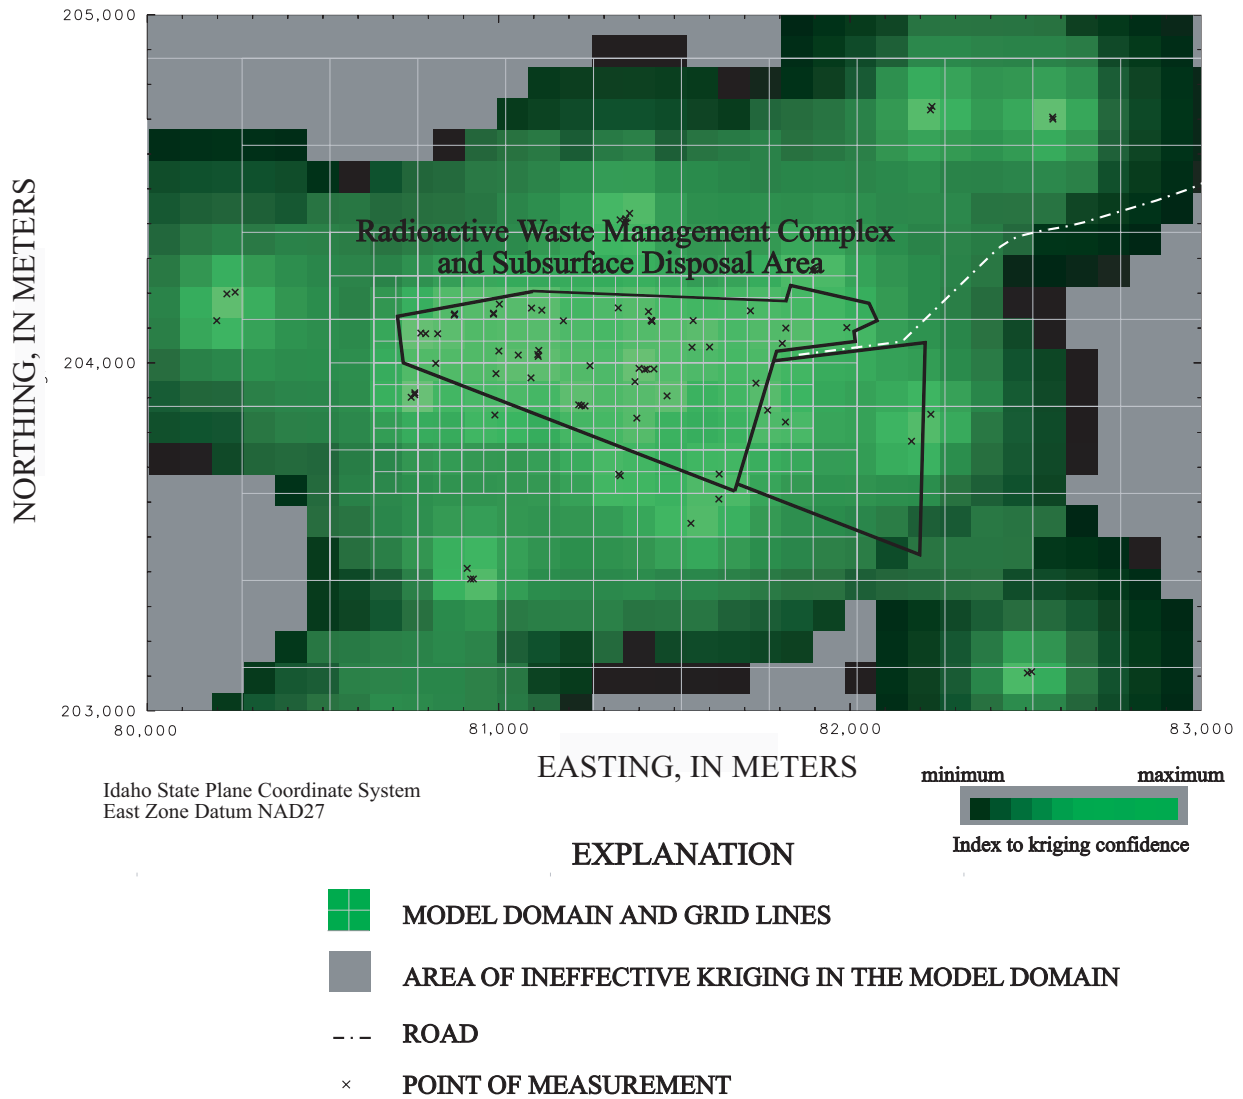 205,000
Radioactive Waste Management Complex
and Subsurface Disposal Area
204,000
203,000
NORTHING, IN METERS
80,000 81,000 82,000 83,000
EASTING, IN METERS
Idaho State Plane Coordinate System
East Zone Datum NAD27
minimum maximum
Index to kriging confidence
EXPLANATION
MODEL DOMAIN AND GRID LINES
AREA OF INEFFECTIVE KRIGING IN THE MODEL DOMAIN
ROAD
POINT OF MEASUREMENT